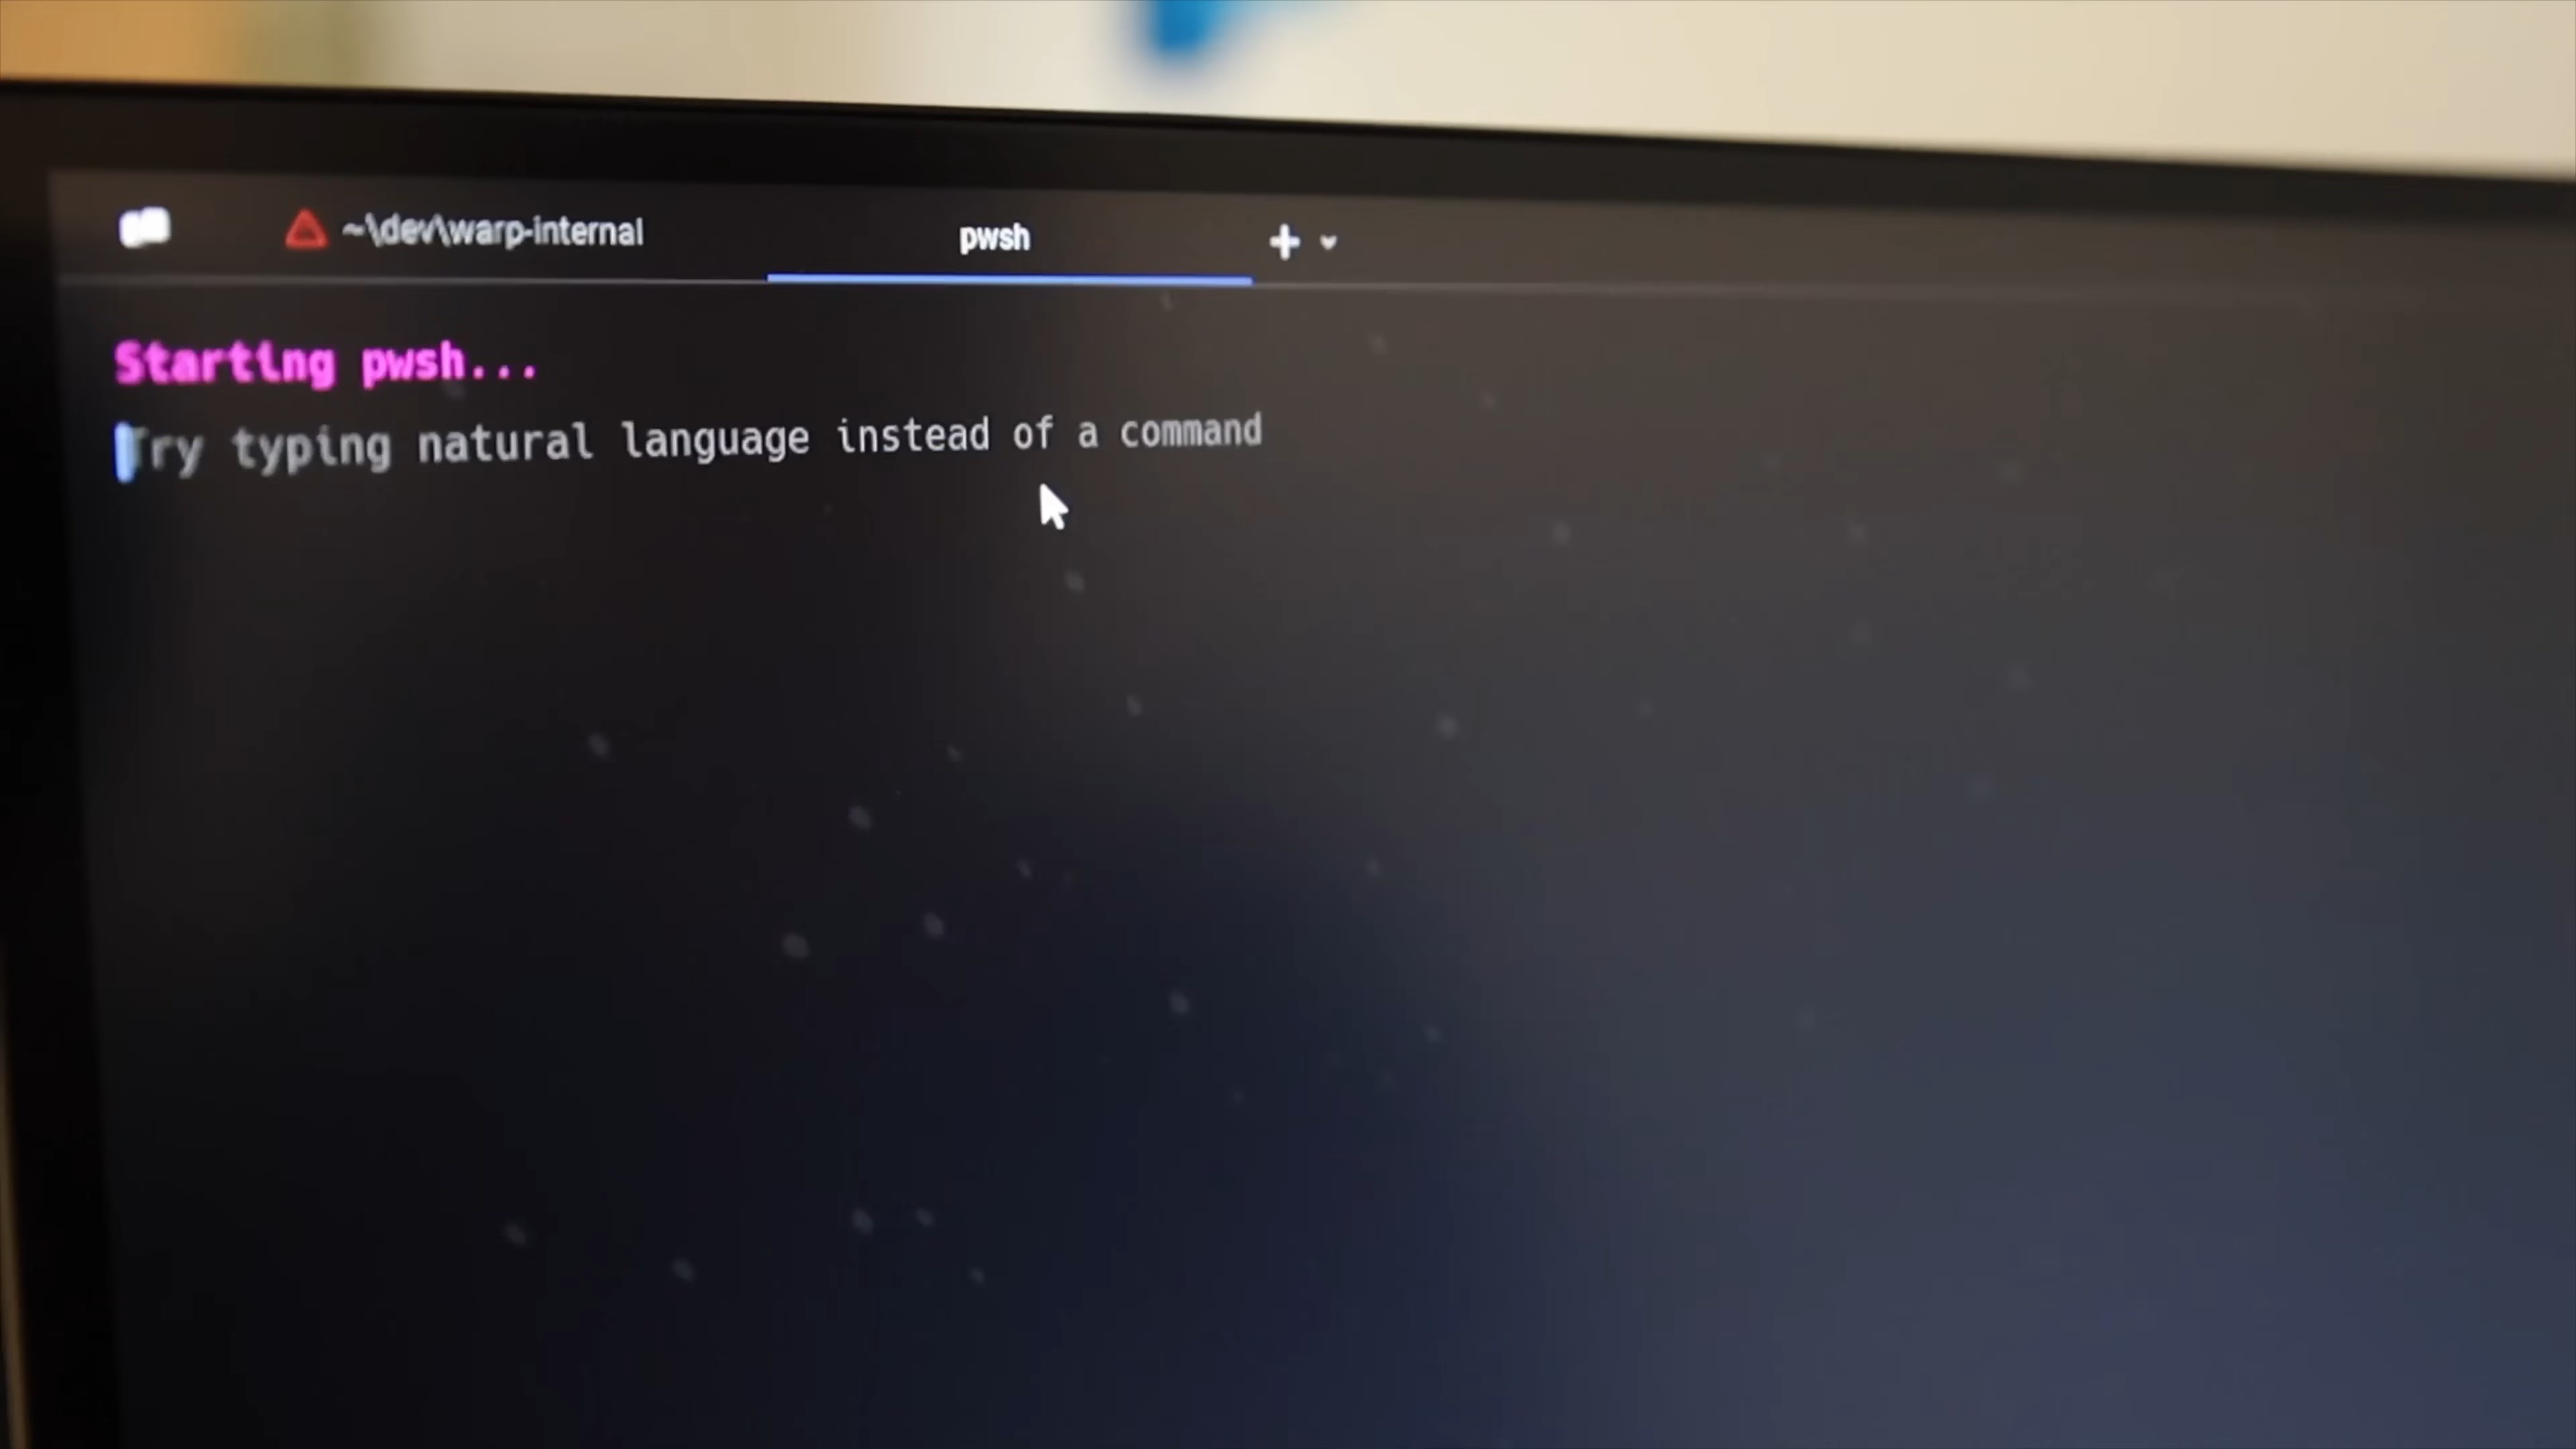 ~\dev\warp-internal
pwsh
Starting pwsh...
Try typing natural language instead of a command